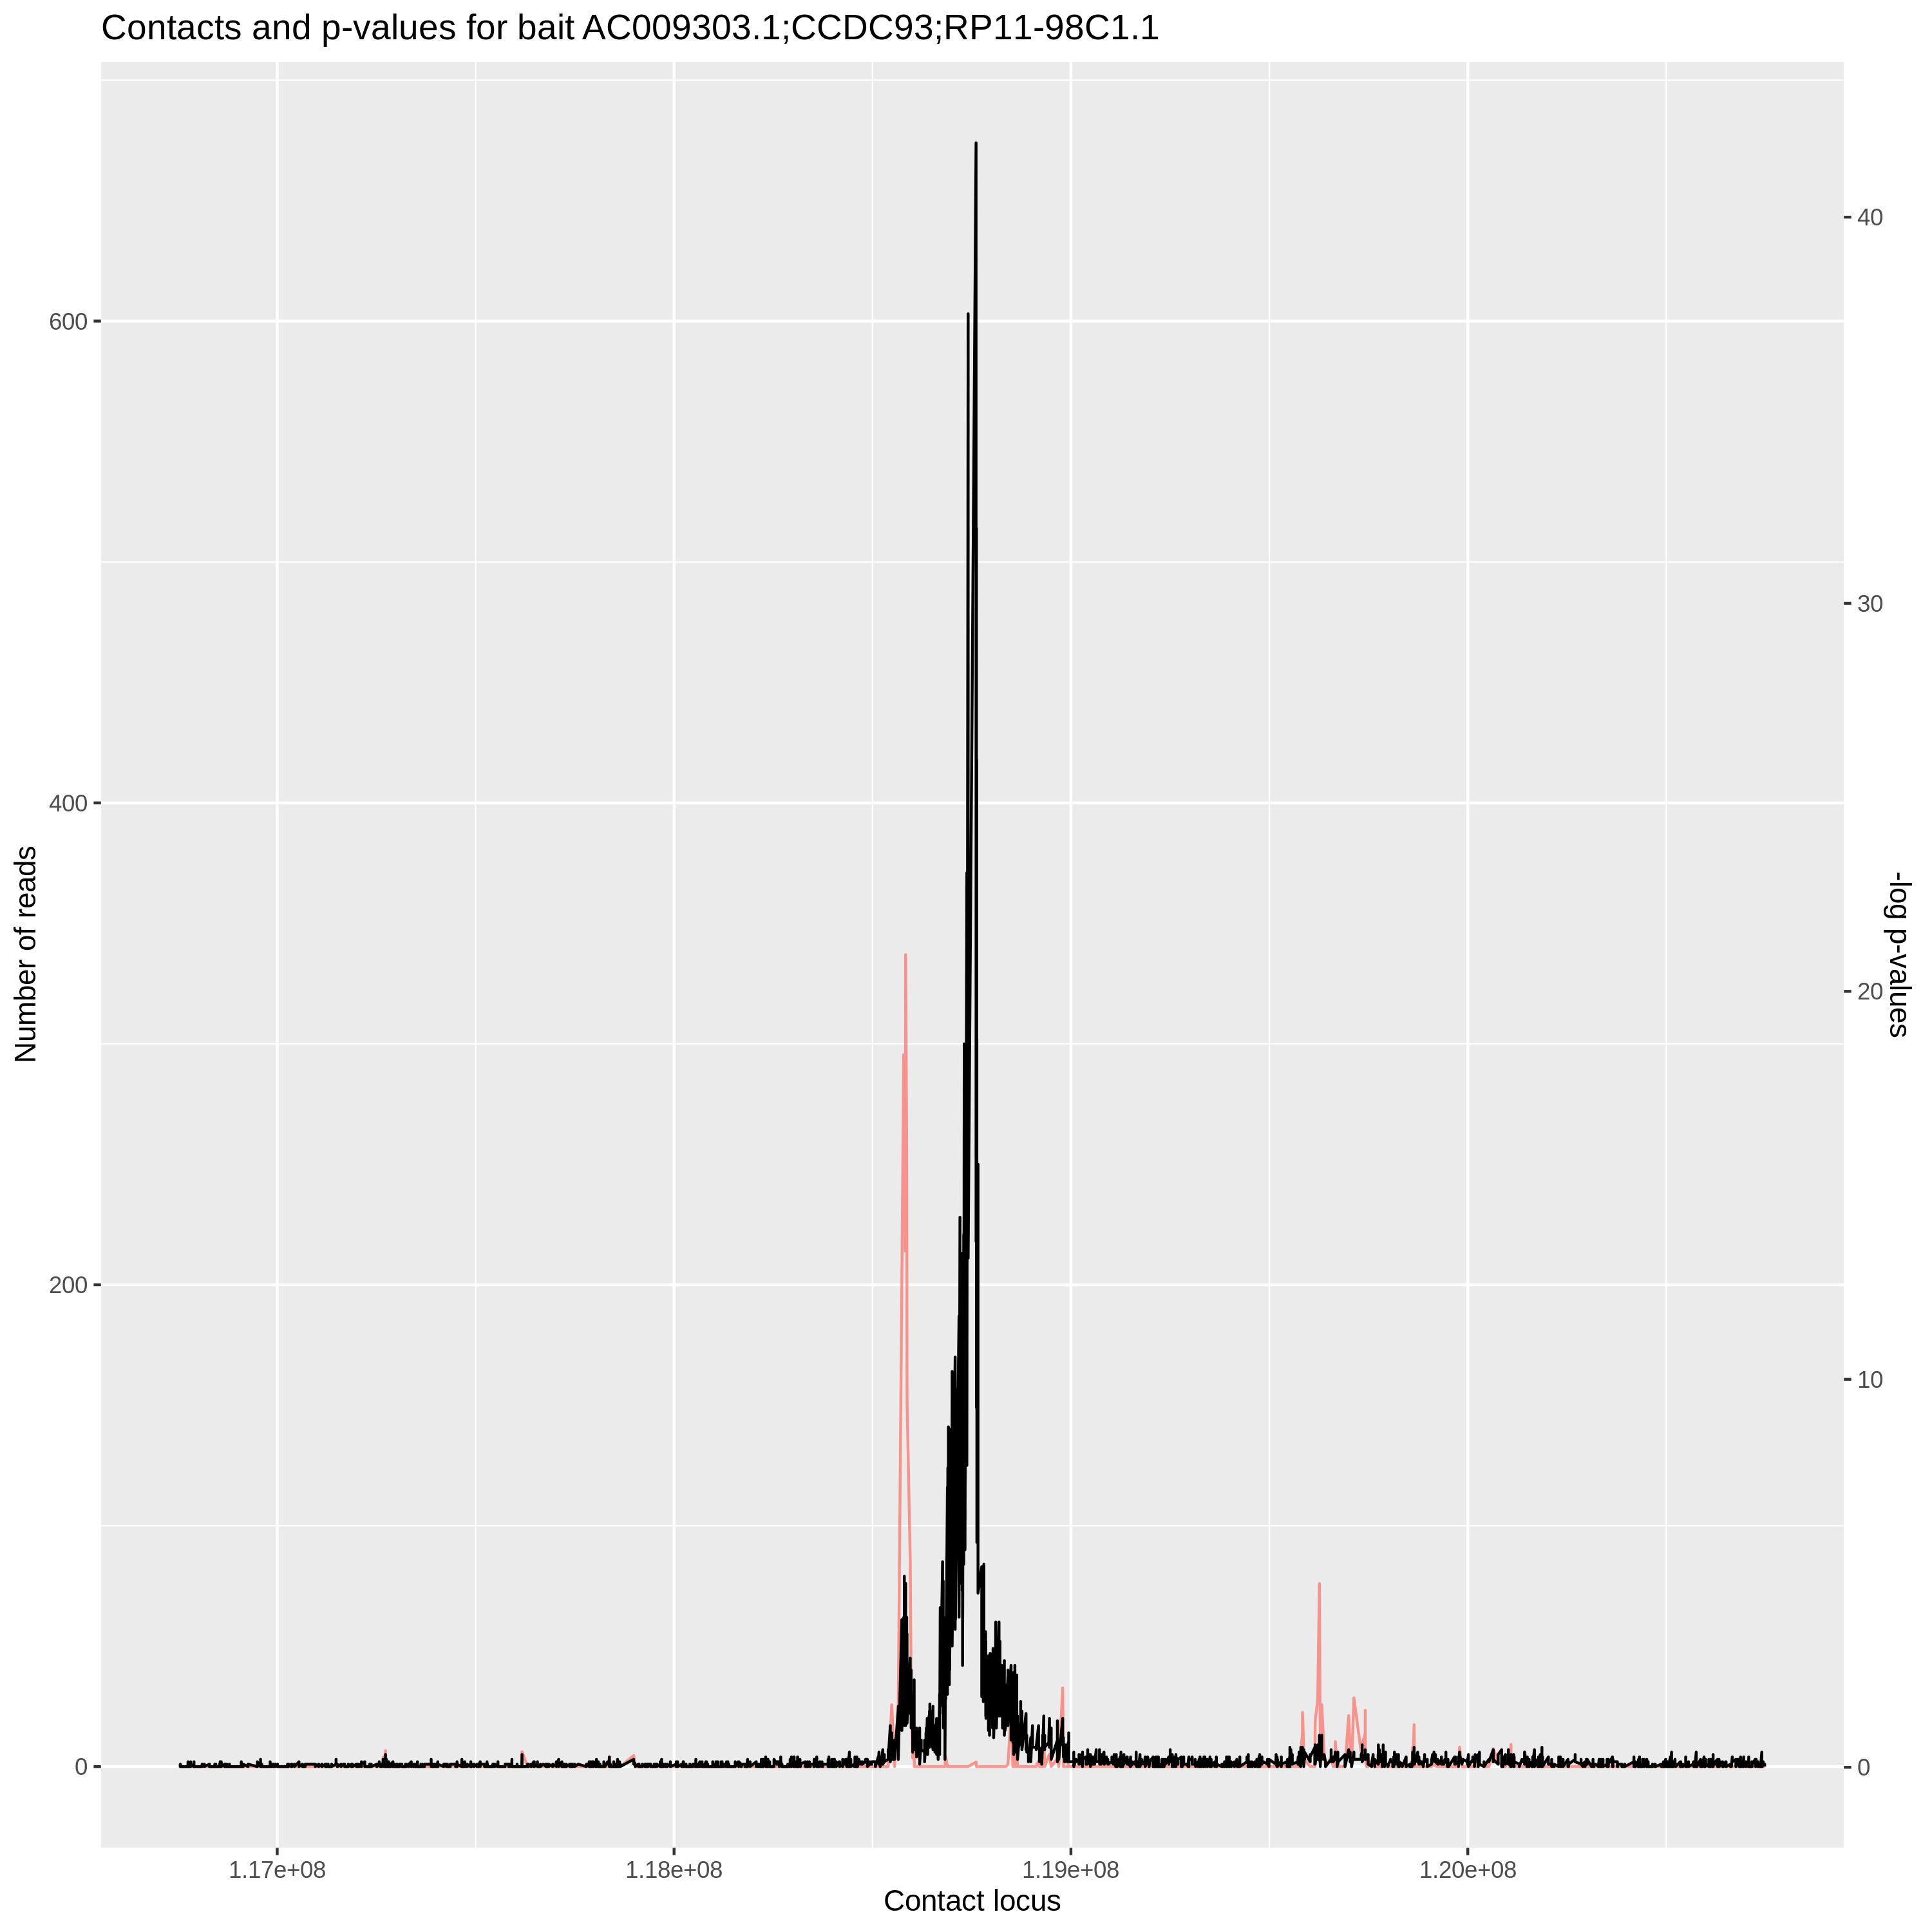 Contacts and p-values for bait AC009303.1;CCDC93;RP11-98C1.1
600
400
200
0
Number of reads
40
30
20
10
0
-log p-values
1.17e+08
1.18e+08
1.19e+08
1.20e+08
Contact locus